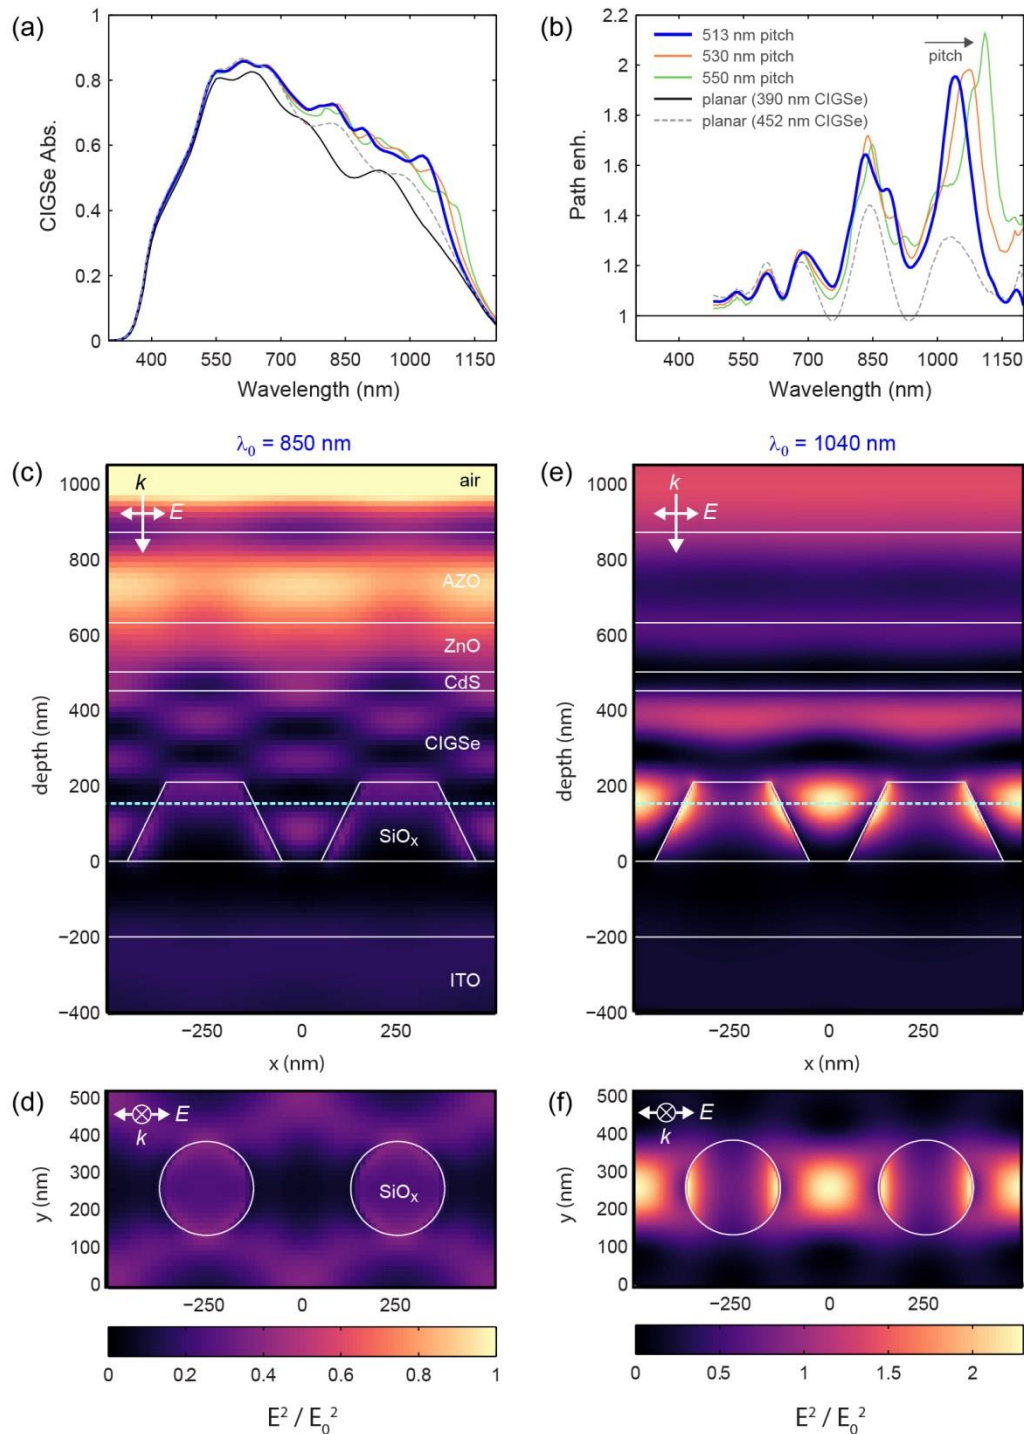 (a)
1
0.8
0.6
0.4
0.2
0
CIGSe Abs.
400 550 700 850 1000 1150
Wavelength (nm)
(b)
2.2
2
1.8
1.6
1.4
1.2
1
Path enh.
513 nm pitch
530 nm pitch
550 nm pitch
planar (390 nm CIGSe)
planar (452 nm CIGSe)
pitch
400 550 700 850 1000 1150
Wavelength (nm)
λ₀ = 850 nm
(c)
1000
800
600
400
200
0
−200
−400
depth (nm)
k
E
air
AZO
ZnO
CdS
CIGSe
SiOₓ
ITO
−250 0 250
x (nm)
λ₀ = 1040 nm
(e)
1000
800
600
400
200
0
−200
−400
depth (nm)
k
E
−250 0 250
x (nm)
(d)
500
400
300
200
100
0
y (nm)
E
k
SiOₓ
−250 0 250
0 0.2 0.4 0.6 0.8 1
E² / E₀²
(f)
500
400
300
200
100
0
y (nm)
E
k
−250 0 250
0 0.5 1 1.5 2
E² / E₀²